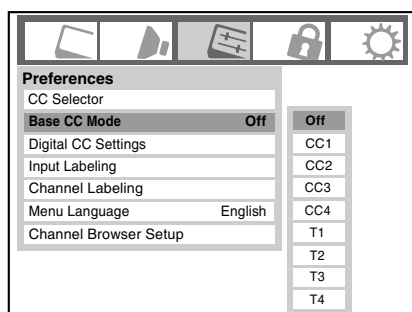 Preferences
CC Selector
Base CC Mode Off
Digital CC Settings
Input Labeling
Channel Labeling
Menu Language English
Channel Browser Setup
Off
CC1
CC2
CC3
CC4
T1
T2
T3
T4